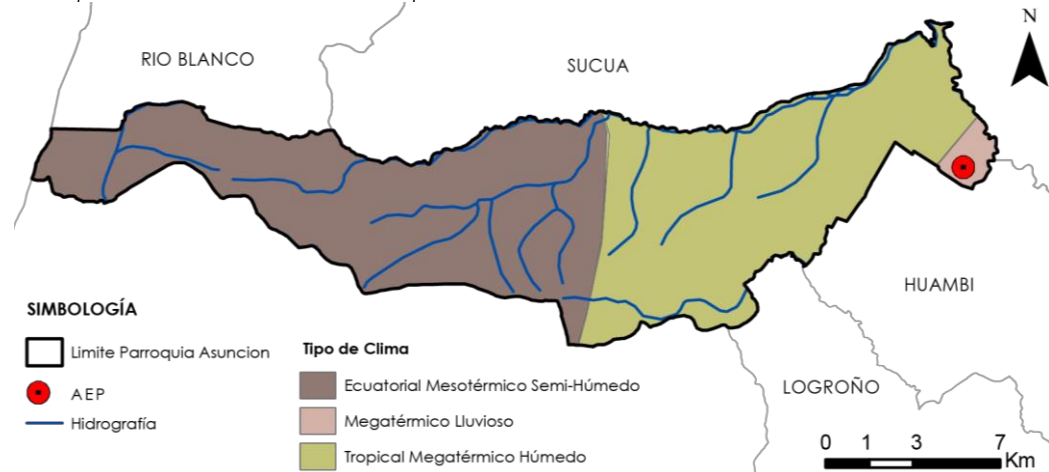 N
RIO BLANCO
SUCUA
HUAMBI
LOGROÑO
SIMBOLOGÍA
Limite Parroquia Asuncion
AEP
Hidrografía
Tipo de Clima
Ecuatorial Mesotérmico Semi-Húmedo
Megatérmico Lluvioso
Tropical Megatérmico Húmedo
0 1 3 7
Km